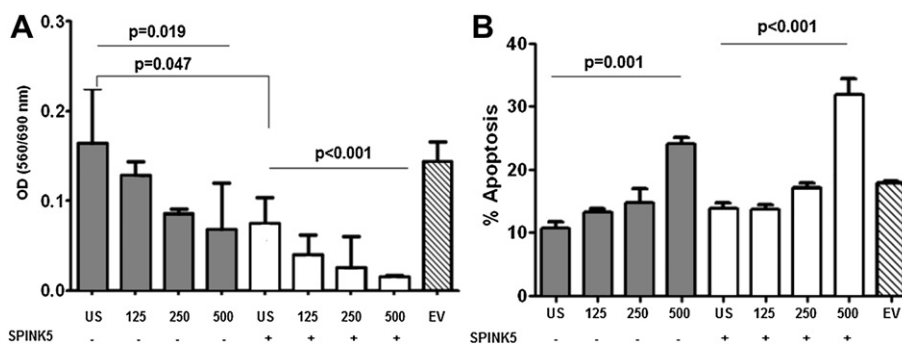 A
OD (560/690 nm)
0.3
0.2
0.1
0.0
p=0.019
p=0.047
p<0.001
US 125 250 500 US 125 250 500 EV
SPINK5 - - - - + + + +
B
% Apoptosis
40
30
20
10
0
p=0.001
p<0.001
US 125 250 500 US 125 250 500 EV
SPINK5 - - - - + + + +